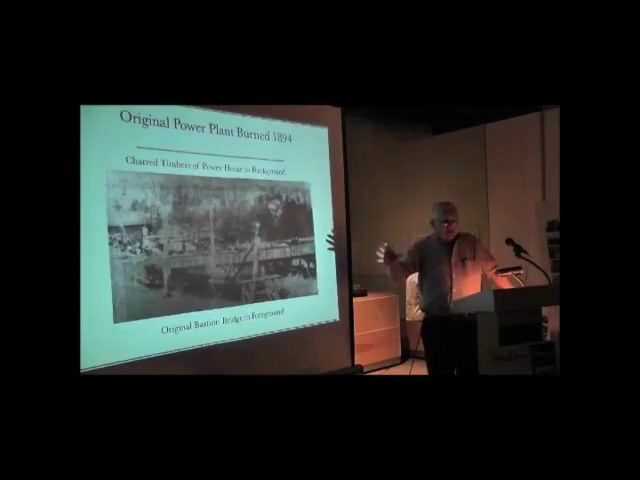 Original Power Plant Burned 1894
Charred Timbers of Power House in Background
Original Bastion Bridge in Foreground